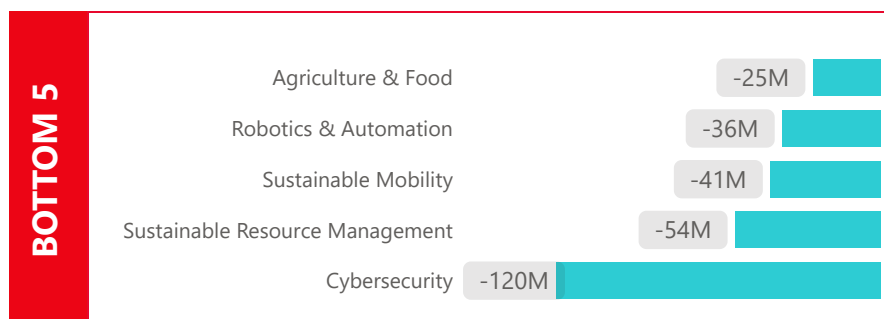 BOTTOM 5
Agriculture & Food -25M
Robotics & Automation -36M
Sustainable Mobility -41M
Sustainable Resource Management -54M
Cybersecurity -120M